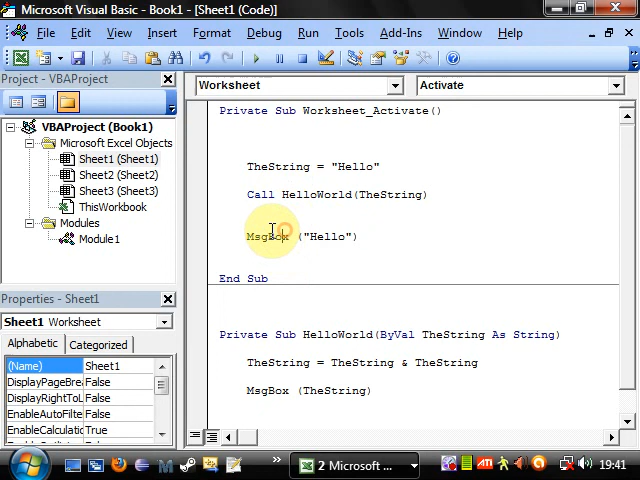 Microsoft Visual Basic - Book1 - [Sheet1 (Code)]
File Edit View Insert Format Debug Run Tools Add-Ins Window Help
Project - VBAProject
Worksheet
Activate
VBAProject (Book1)
Microsoft Excel Objects
Sheet1 (Sheet1)
Sheet2 (Sheet2)
Sheet3 (Sheet3)
ThisWorkbook
Modules
Module1
Properties - Sheet1
Sheet1 Worksheet
Alphabetic Categorized
(Name) Sheet1
DisplayPageBrea False
DisplayRightToL False
EnableAutoFilter False
EnableCalculatio True
Private Sub Worksheet_Activate()
TheString = "Hello"
Call HelloWorld(TheString)
MsgBox ("Hello")
End Sub
Private Sub HelloWorld(ByVal TheString As String)
TheString = TheString & TheString
MsgBox (TheString)
2 Microsoft ...
ATI
19:41